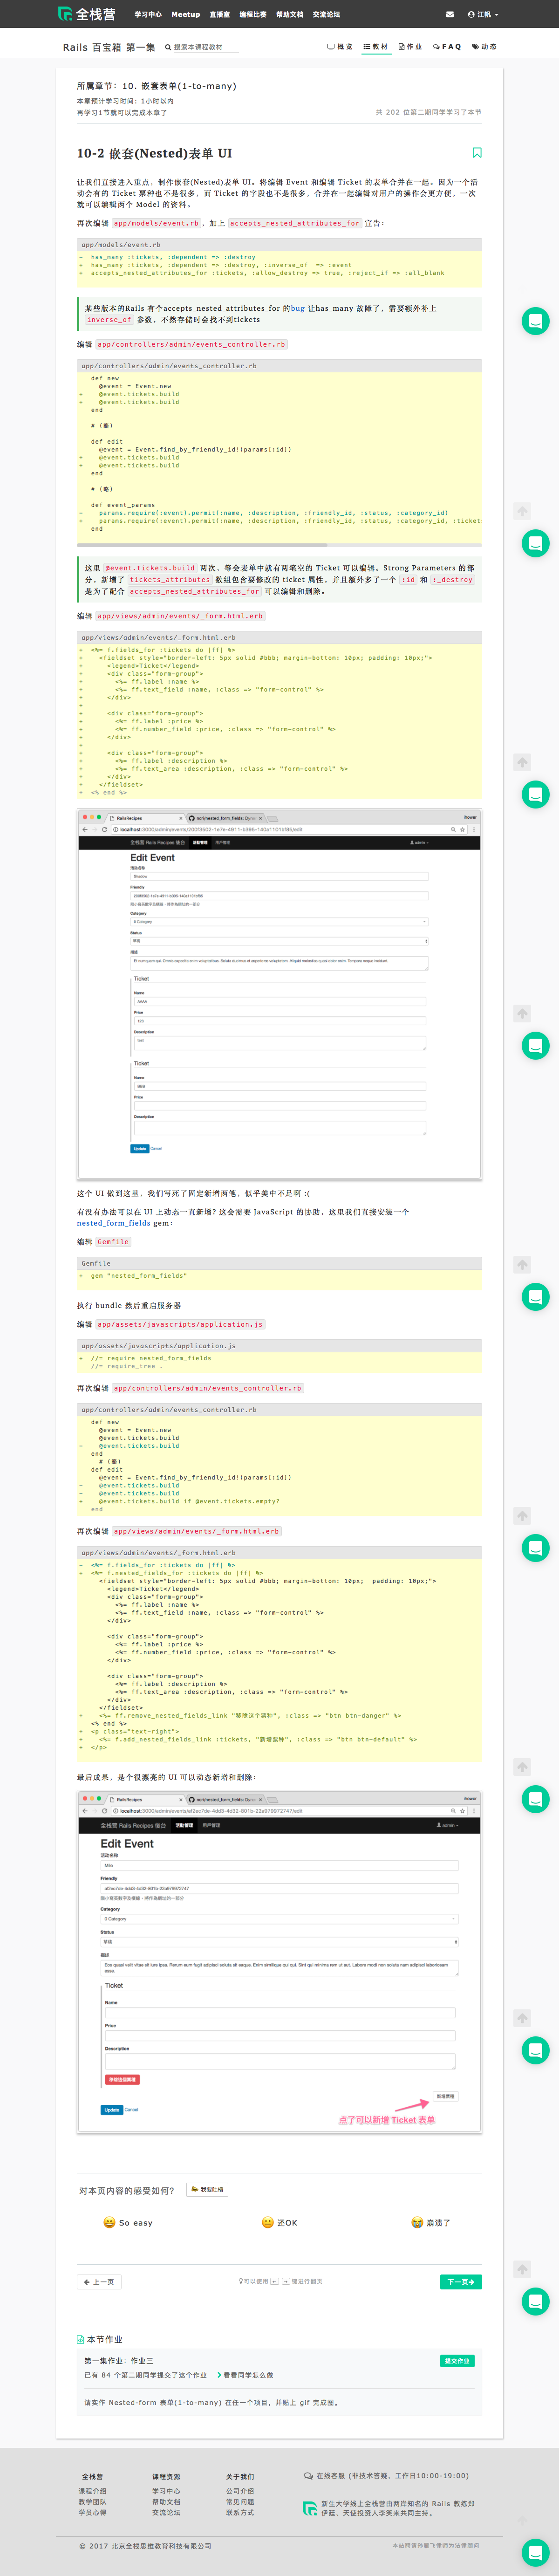 全栈营 学习中心 Meetup 直播室 编程比赛 帮助文档 交流论坛 江帆
Rails 百宝箱 第一集 搜索本课程教材 概览 教材 作业 FAQ 动态
所属章节：10. 嵌套表单(1-to-many)
本章预计学习时间: 1小时以内
再学习1节就可以完成本章了 共 202 位第二期同学学习了本节
10-2 嵌套(Nested)表单 UI
让我们直接进入重点，制作嵌套(Nested)表单 UI。将编辑 Event 和编辑 Ticket 的表单合并在一起。因为一个活
动会有的 Ticket 票种也不是很多，而 Ticket 的字段也不是很多，合并在一起编辑对用户的操作会更方便，一次
就可以编辑两个 Model 的资料。
再次编辑 app/models/event.rb，加上 accepts_nested_attributes_for 宣告：
app/models/event.rb
- has_many :tickets, :dependent => :destroy
+ has_many :tickets, :dependent => :destroy, :inverse_of  => :event
+ accepts_nested_attributes_for :tickets, :allow_destroy => true, :reject_if => :all_blank
某些版本的Rails 有个accepts_nested_attributes_for 的bug 让has_many 故障了，需要额外补上
inverse_of 参数，不然存储时会找不到tickets
编辑 app/controllers/admin/events_controller.rb
app/controllers/admin/events_controller.rb
def new
@event = Event.new
+ @event.tickets.build
+ @event.tickets.build
end
# (略)
def edit
@event = Event.find_by_friendly_id!(params[:id])
+ @event.tickets.build
+ @event.tickets.build
end
# (略)
def event_params
- params.require(:event).permit(:name, :description, :friendly_id, :status, :category_id)
+ params.require(:event).permit(:name, :description, :friendly_id, :status, :category_id, :ticket
end
这里 @event.tickets.build 两次，等会表单中就有两笔空的 Ticket 可以编辑。Strong Parameters 的部
分，新增了 tickets_attributes 数组包含要修改的 ticket 属性，并且额外多了一个 :id 和 :_destroy
是为了配合 accepts_nested_attributes_for 可以编辑和删除。
编辑 app/views/admin/events/_form.html.erb
app/views/admin/events/_form.html.erb
+ <%= f.fields_for :tickets do |ff| %>
+ <fieldset style="border-left: 5px solid #bbb; margin-bottom: 10px; padding: 10px;">
+ <legend>Ticket</legend>
+ <div class="form-group">
+ <%= ff.label :name %>
+ <%= ff.text_field :name, :class => "form-control" %>
+ </div>
+
+ <div class="form-group">
+ <%= ff.label :price %>
+ <%= ff.number_field :price, :class => "form-control" %>
+ </div>
+
+ <div class="form-group">
+ <%= ff.label :description %>
+ <%= ff.text_area :description, :class => "form-control" %>
+ </div>
+ </fieldset>
+ <% end %>
RailsRecipes
全栈营 Rails Recipes 后台 活動管理 用戶管理 admin
Edit Event
活动名称
Shadow
Friendly
Category
0 Category
Status
草稿
描述
Ticket
Name
AAAA
Price
123
Description
test
Ticket
Name
BBB
Price
Description
Update Cancel
这个 UI 做到这里，我们写死了固定新增两笔，似乎美中不足啊 :(
有没有办法可以在 UI 上动态一直新增? 这会需要 JavaScript 的协助，这里我们直接安装一个
nested_form_fields gem：
编辑 Gemfile
Gemfile
+ gem "nested_form_fields"
执行 bundle 然后重启服务器
编辑 app/assets/javascripts/application.js
app/assets/javascripts/application.js
+ //= require nested_form_fields
//= require_tree .
再次编辑 app/controllers/admin/events_controller.rb
app/controllers/admin/events_controller.rb
def new
@event = Event.new
@event.tickets.build
- @event.tickets.build
end
# (略)
def edit
@event = Event.find_by_friendly_id!(params[:id])
- @event.tickets.build
- @event.tickets.build
+ @event.tickets.build if @event.tickets.empty?
end
再次编辑 app/views/admin/events/_form.html.erb
app/views/admin/events/_form.html.erb
- <%= f.fields_for :tickets do |ff| %>
+ <%= f.nested_fields_for :tickets do |ff| %>
<fieldset style="border-left: 5px solid #bbb; margin-bottom: 10px;  padding: 10px;">
<legend>Ticket</legend>
<div class="form-group">
<%= ff.label :name %>
<%= ff.text_field :name, :class => "form-control" %>
</div>
<div class="form-group">
<%= ff.label :price %>
<%= ff.number_field :price, :class => "form-control" %>
</div>
<div class="form-group">
<%= ff.label :description %>
<%= ff.text_area :description, :class => "form-control" %>
</div>
</fieldset>
+ <%= ff.remove_nested_fields_link "移除这个票种", :class => "btn btn-danger" %>
<% end %>
+ <p class="text-right">
+ <%= f.add_nested_fields_link :tickets, "新增票种", :class => "btn btn-default" %>
+ </p>
最后成果，是个很漂亮的 UI 可以动态新增和删除：
RailsRecipes
全栈营 Rails Recipes 後台 活動管理 用戶管理 admin
Edit Event
活动名称
Milo
Friendly
Category
0 Category
Status
草稿
描述
Ticket
Name
Price
Description
新增票種
Update Cancel
点了可以新增 Ticket 表单
对本页内容的感受如何? 我要吐槽
So easy 还OK 崩溃了
上一页 可以使用 ← → 键进行翻页 下一页
本节作业
第一集作业：作业三 提交作业
已有 84 个第二期同学提交了这个作业 看看同学怎么做
请实作 Nested-form 表单(1-to-many) 在任一个项目，并贴上 gif 完成图。
全栈营 课程资源 关于我们 在线客服 (非技术答疑，工作日10:00-19:00)
课程介绍 学习中心 公司介绍
教学团队 帮助文档 常见问题
学员心得 交流论坛 联系方式
新生大学线上全栈营由两岸知名的 Rails 教练郑
伊廷、天使投资人李笑来共同主持。
© 2017 北京全栈思维教育科技有限公司